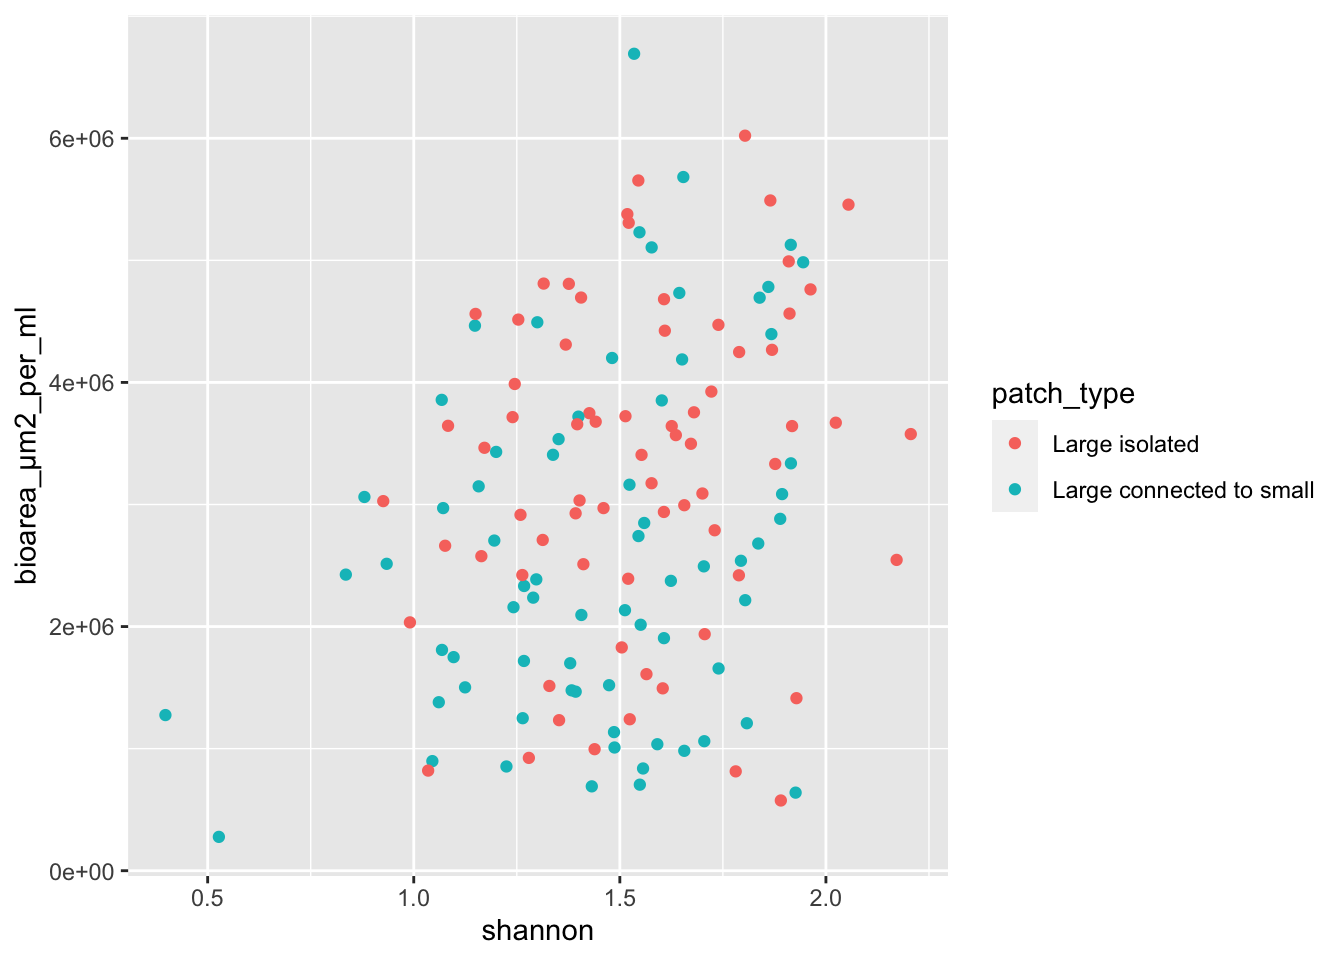 6e+06
4e+06
2e+06
0e+00
bioarea_µm2_per_ml
0.5 1.0 1.5 2.0
shannon
patch_type
Large isolated
Large connected to small